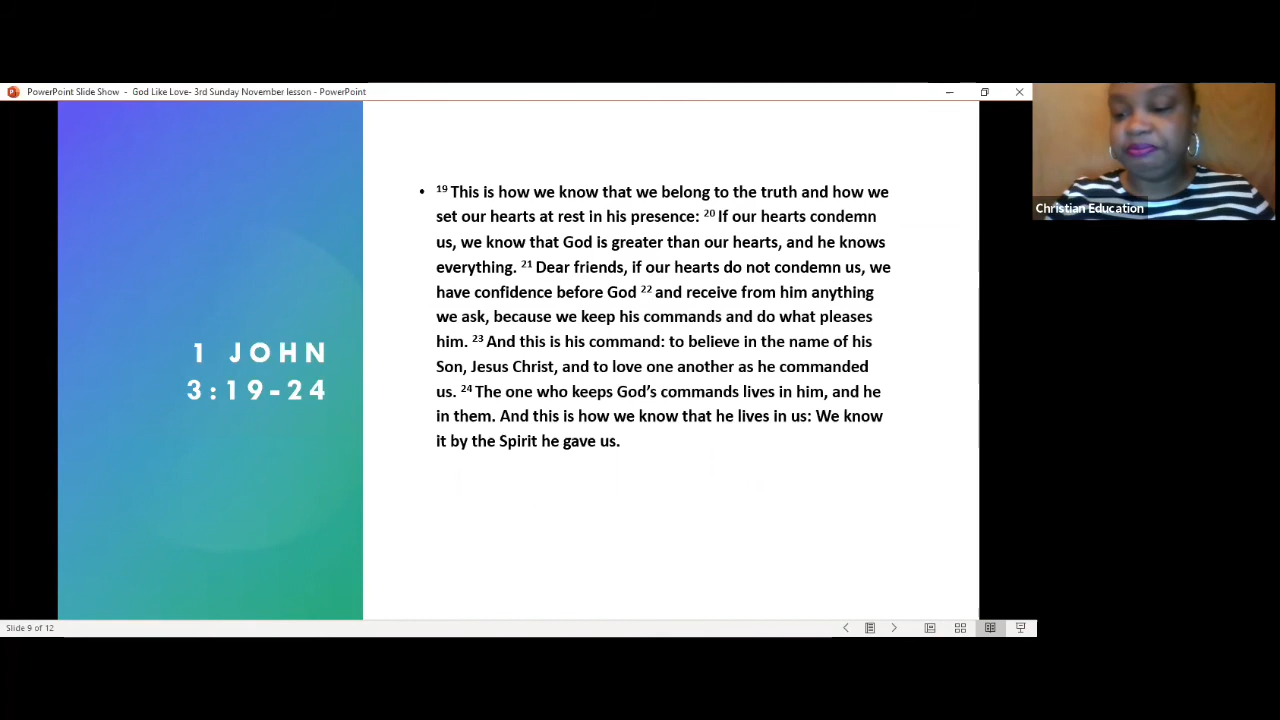 PowerPoint Slide Show - God Like Love- 3rd Sunday November lesson - PowerPoint
Christian Education
1 JOHN
3:19-24
• 19 This is how we know that we belong to the truth and how we
set our hearts at rest in his presence: 20 If our hearts condemn
us, we know that God is greater than our hearts, and he knows
everything. 21 Dear friends, if our hearts do not condemn us, we
have confidence before God 22 and receive from him anything
we ask, because we keep his commands and do what pleases
him. 23 And this is his command: to believe in the name of his
Son, Jesus Christ, and to love one another as he commanded
us. 24 The one who keeps God’s commands lives in him, and he
in them. And this is how we know that he lives in us: We know
it by the Spirit he gave us.
Slide 9 of 12